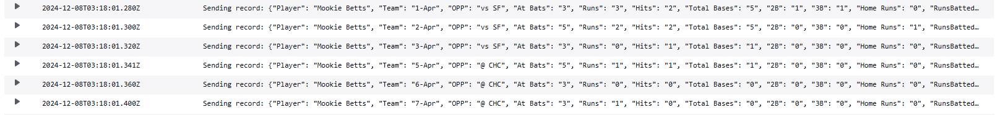 2024-12-08T03:18:01.280Z Sending record: {"Player": "Mookie Betts", "Team": "1-Apr", "OPP": "vs SF", "At Bats": "3", "Runs": "3", "Hits": "2", "Total Bases": "5", "2B": "1", "3B": "1", "Home Runs": "0", "RunsBatted…
2024-12-08T03:18:01.300Z Sending record: {"Player": "Mookie Betts", "Team": "2-Apr", "OPP": "vs SF", "At Bats": "5", "Runs": "2", "Hits": "2", "Total Bases": "5", "2B": "0", "3B": "0", "Home Runs": "1", "RunsBatted…
2024-12-08T03:18:01.320Z Sending record: {"Player": "Mookie Betts", "Team": "3-Apr", "OPP": "vs SF", "At Bats": "3", "Runs": "0", "Hits": "1", "Total Bases": "1", "2B": "0", "3B": "0", "Home Runs": "0", "RunsBatted…
2024-12-08T03:18:01.341Z Sending record: {"Player": "Mookie Betts", "Team": "5-Apr", "OPP": "@ CHC", "At Bats": "5", "Runs": "1", "Hits": "1", "Total Bases": "1", "2B": "0", "3B": "0", "Home Runs": "0", "RunsBatted…
2024-12-08T03:18:01.360Z Sending record: {"Player": "Mookie Betts", "Team": "6-Apr", "OPP": "@ CHC", "At Bats": "3", "Runs": "0", "Hits": "0", "Total Bases": "0", "2B": "0", "3B": "0", "Home Runs": "0", "RunsBatted…
2024-12-08T03:18:01.400Z Sending record: {"Player": "Mookie Betts", "Team": "7-Apr", "OPP": "@ CHC", "At Bats": "3", "Runs": "1", "Hits": "0", "Total Bases": "0", "2B": "0", "3B": "0", "Home Runs": "0", "RunsBatted…